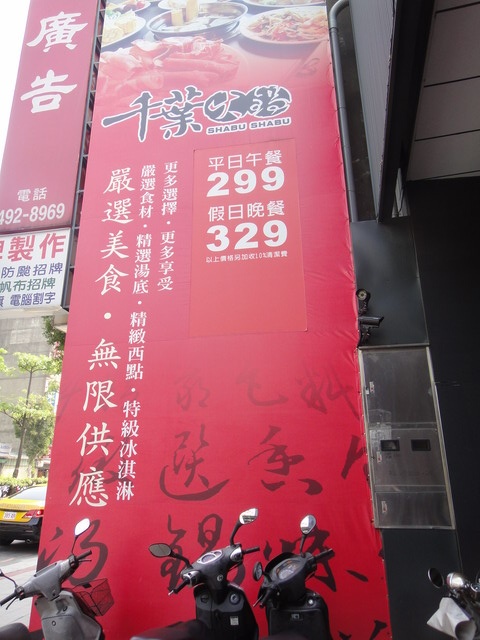 廣告
電話
492-8969
牌製作
防颱招牌
帆布招牌
電腦割字
千葉火鍋
SHABU SHABU
平日午餐
299
假日晚餐
329
以上價格另加收10%清潔費
更多選擇・更多享受
嚴選食材・精選湯底・精緻西點・特級冰淇淋
嚴選美食・無限供應